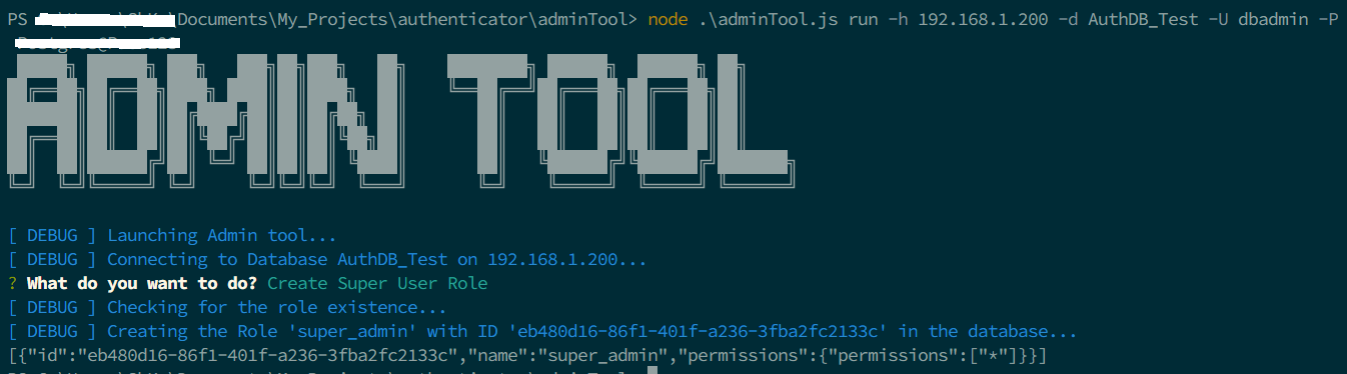 PS \Documents\My_Projects\authenticator\adminTool> node .\adminTool.js run -h 192.168.1.200 -d AuthDB_Test -U dbadmin -P
ADMIN TOOL
[ DEBUG ] Launching Admin tool...
[ DEBUG ] Connecting to Database AuthDB_Test on 192.168.1.200...
? What do you want to do? Create Super User Role
[ DEBUG ] Checking for the role existence...
[ DEBUG ] Creating the Role 'super_admin' with ID 'eb480d16-86f1-401f-a236-3fba2fc2133c' in the database...
[{"id":"eb480d16-86f1-401f-a236-3fba2fc2133c","name":"super_admin","permissions":{"permissions":["*"]}}]